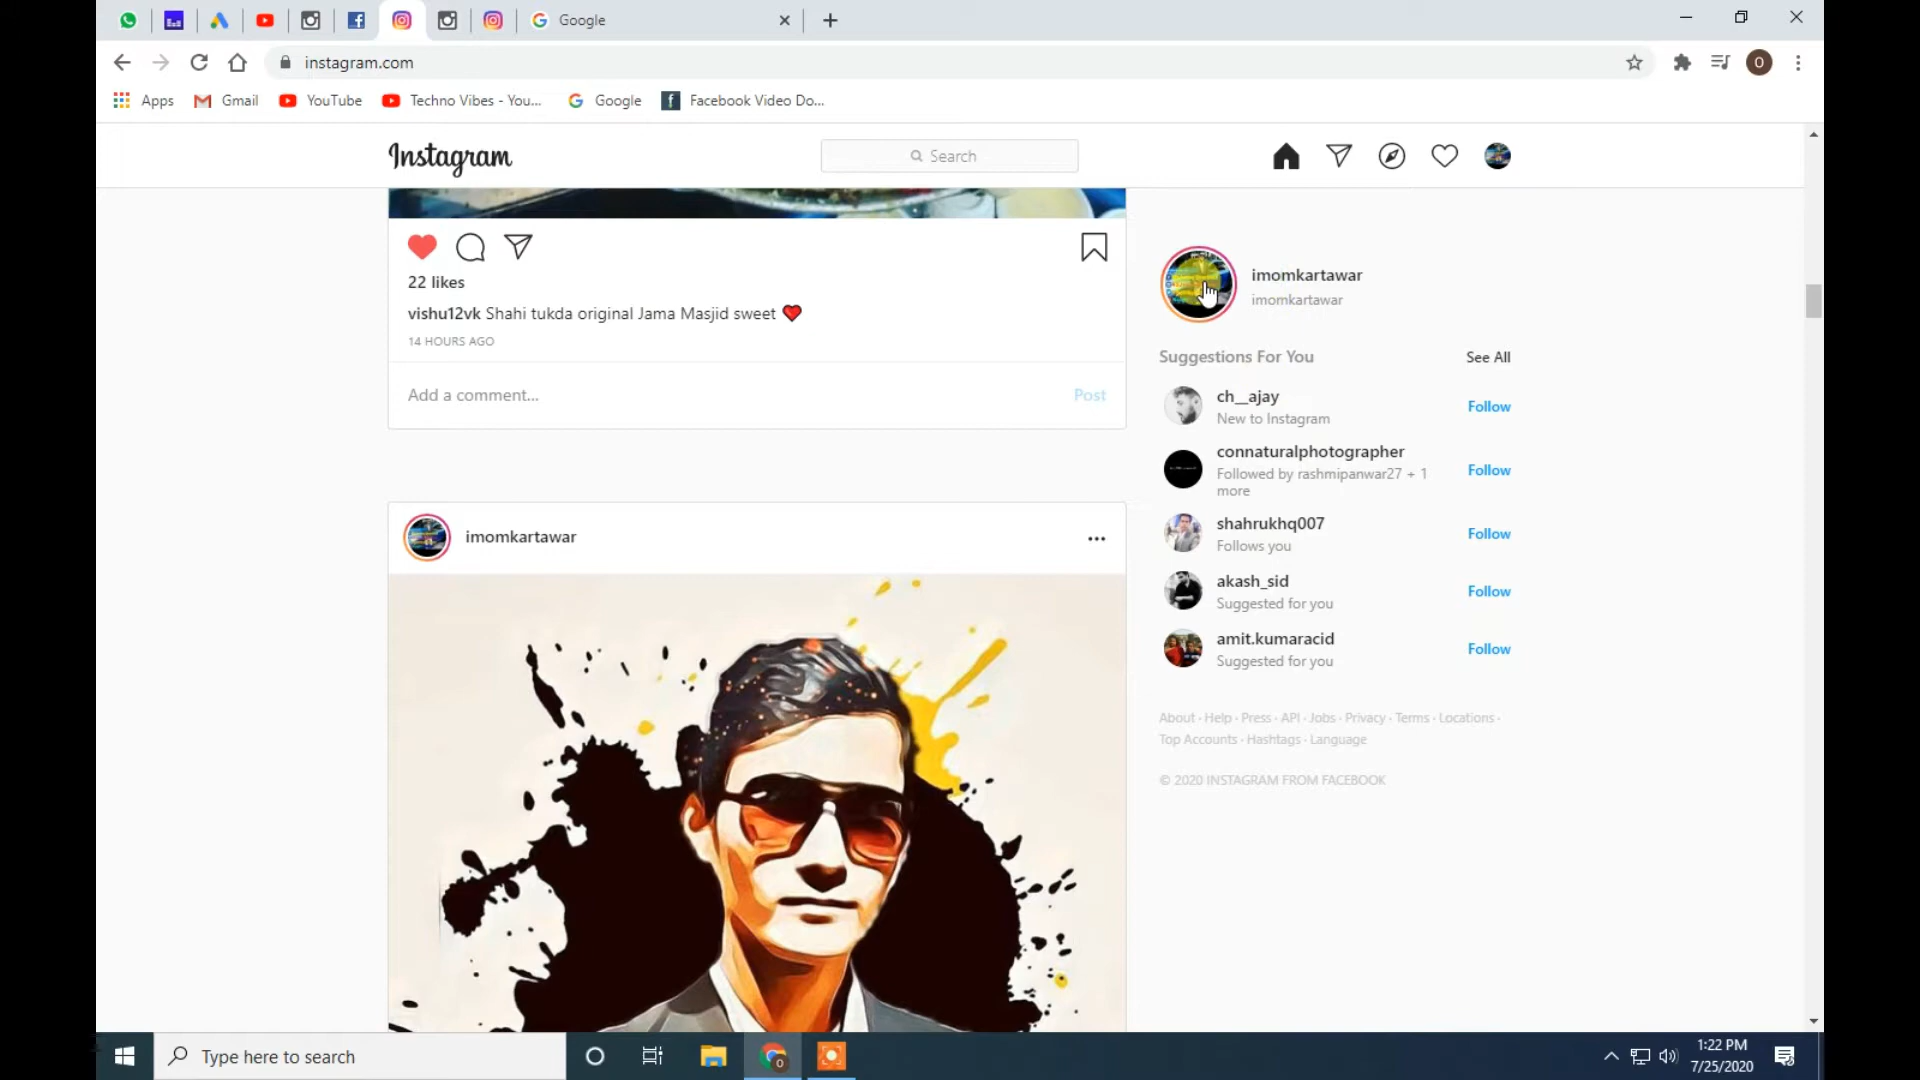 Google
instagram.com
Apps Gmail YouTube Techno Vibes - You... Google Facebook Video Do...
O
Instagram
Search
22 likes
vishu12vk Shahi tukda original Jama Masjid sweet ❤️
14 HOURS AGO
Add a comment... Post
imomkartawar
imomkartawar
imomkartawar
Suggestions For You See All
ch__ajay
New to Instagram
Follow
connaturalphotographer
Followed by rashmipanwar27 + 1
more
Follow
shahrukhq007
Follows you
Follow
akash_sid
Suggested for you
Follow
amit.kumaracid
Suggested for you
Follow
About · Help · Press · API · Jobs · Privacy · Terms · Locations ·
Top Accounts · Hashtags · Language
© 2020 INSTAGRAM FROM FACEBOOK
Type here to search
1:22 PM
7/25/2020